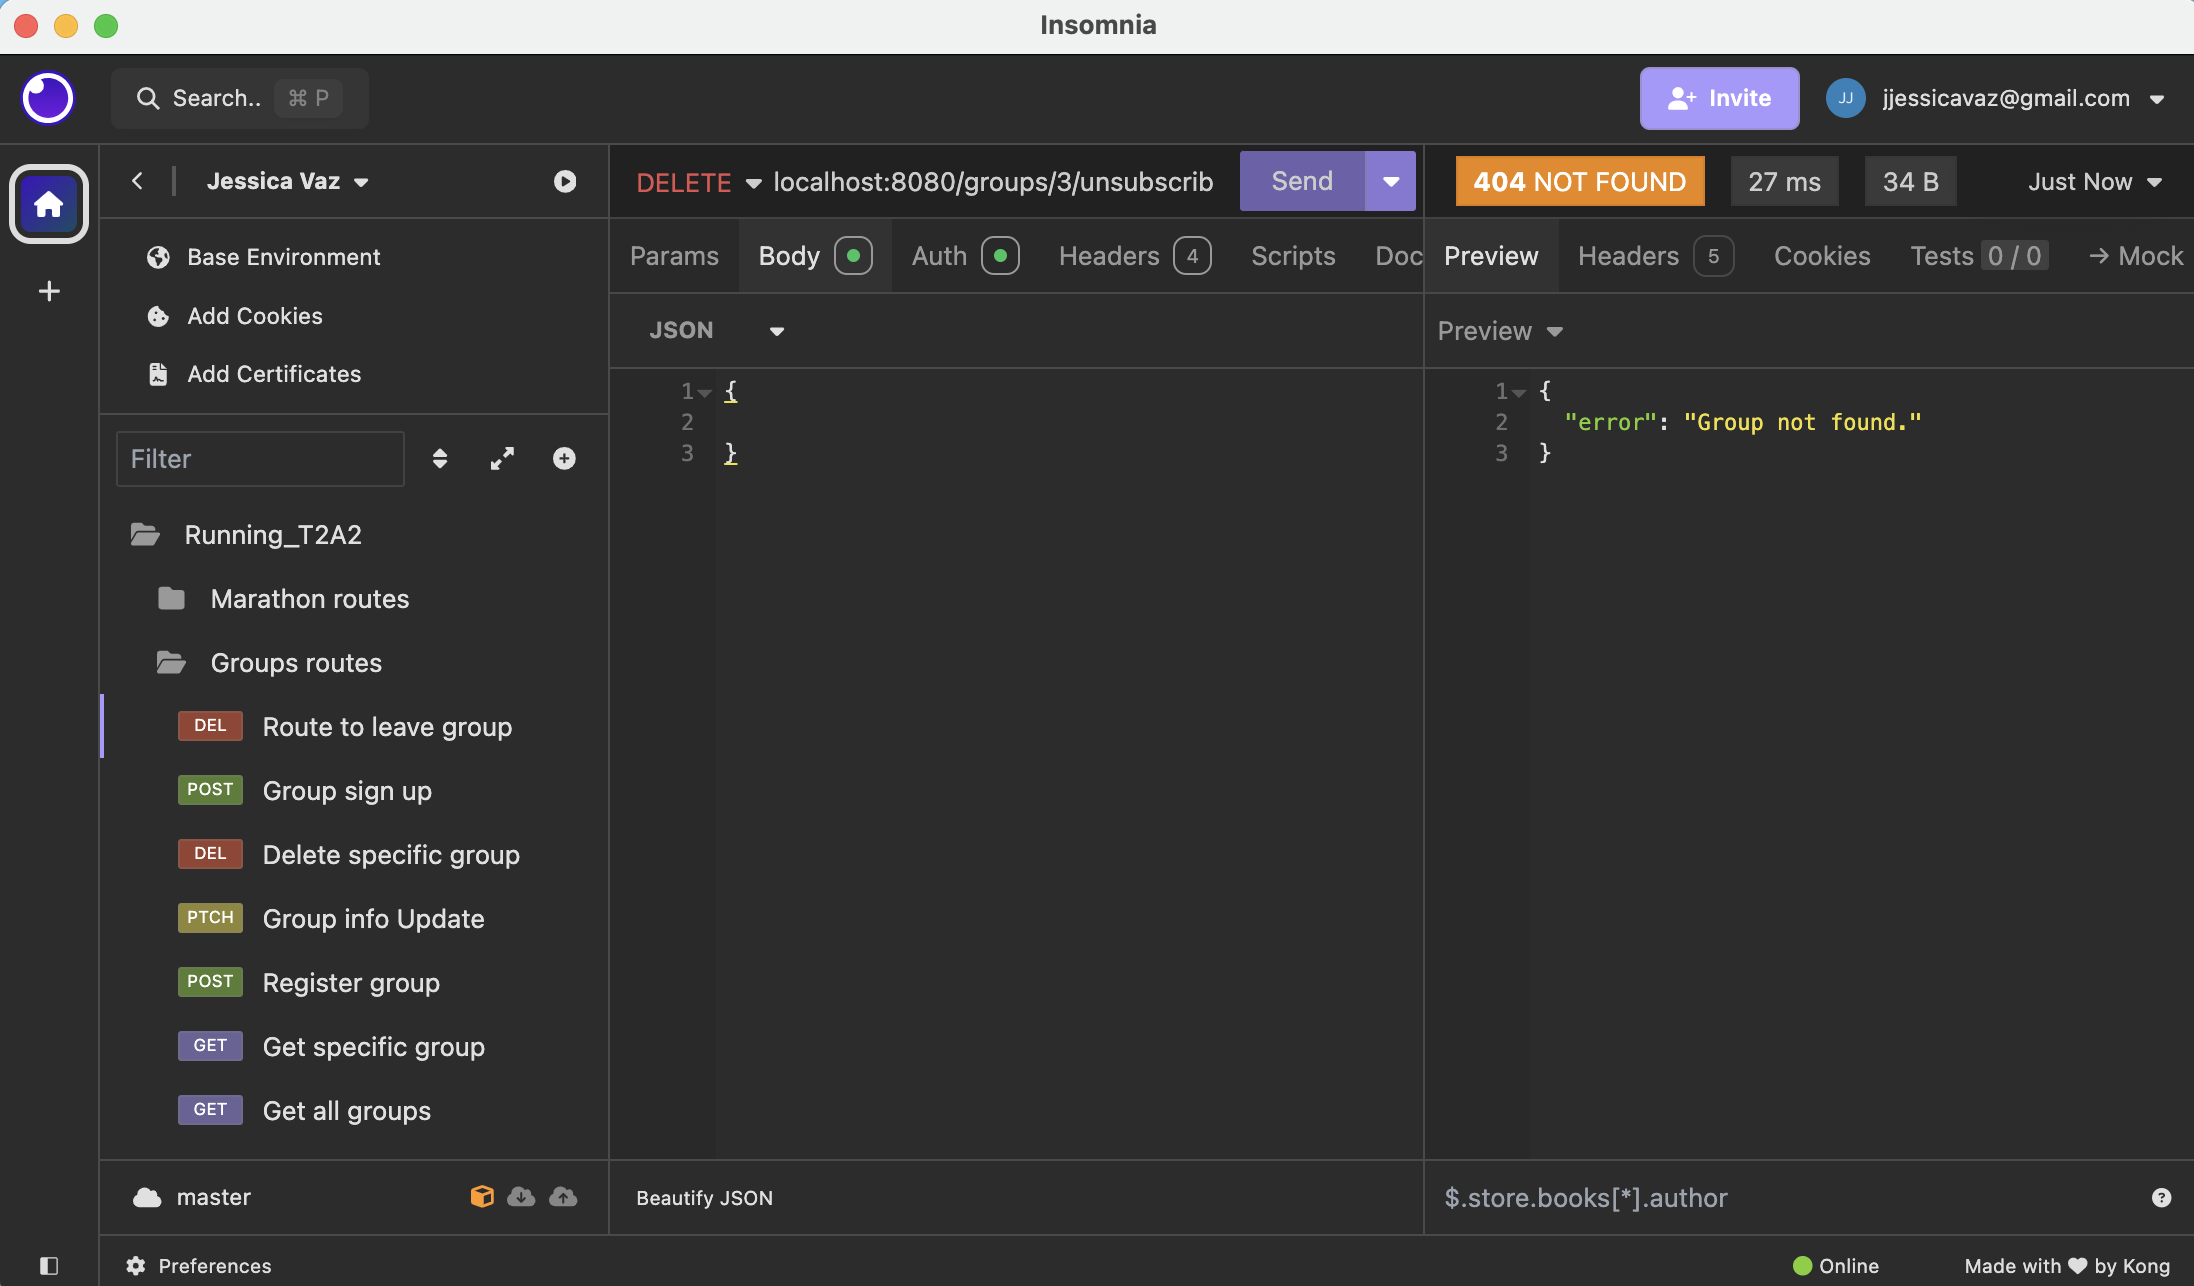 Insomnia
Search.. ⌘ P
Invite
JJ jjessicavaz@gmail.com
Jessica Vaz
Base Environment
Add Cookies
Add Certificates
Filter
Running_T2A2
Marathon routes
Groups routes
DEL Route to leave group
POST Group sign up
DEL Delete specific group
PTCH Group info Update
POST Register group
GET Get specific group
GET Get all groups
master
Preferences
DELETE localhost:8080/groups/3/unsubscrib Send
Params Body Auth Headers 4 Scripts Doc
JSON
1 {
2
3 }
Beautify JSON
404 NOT FOUND 27 ms 34 B Just Now
Preview Headers 5 Cookies Tests 0 / 0 → Mock
Preview
1 {
2 "error": "Group not found."
3 }
$.store.books[*].author ?
Online Made with ♥ by Kong